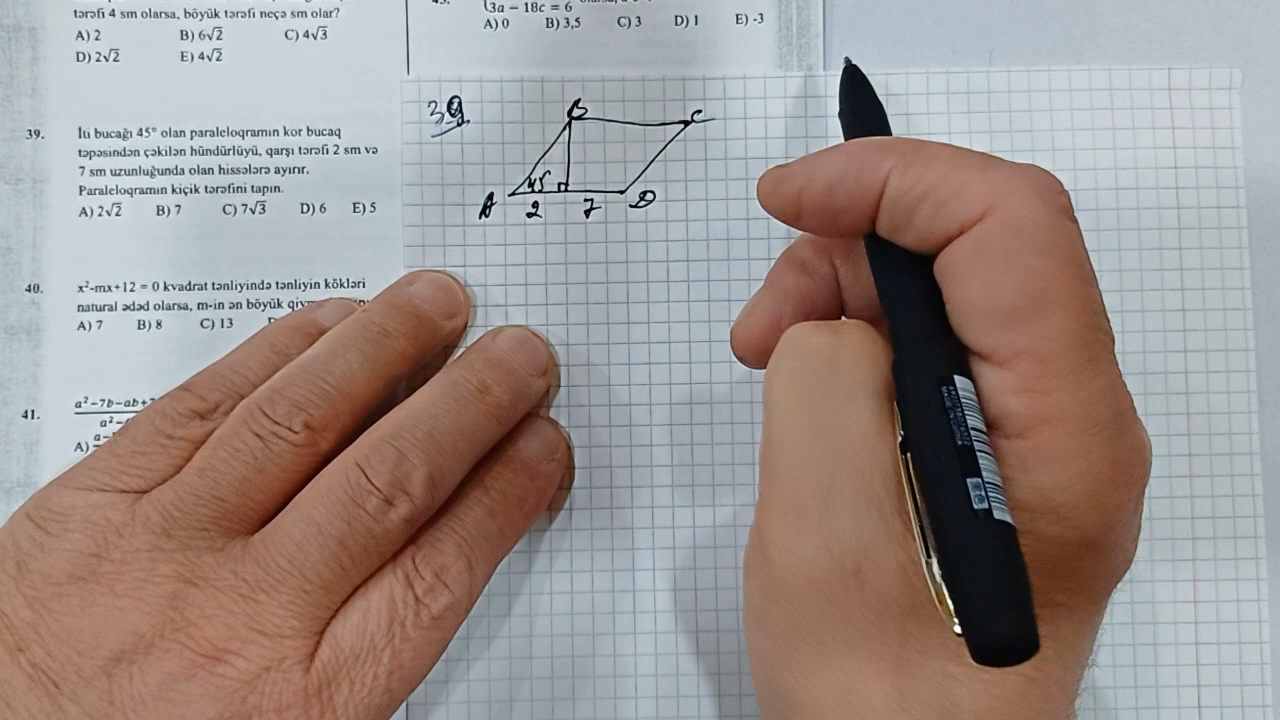 tərəfi 4 sm olarsa, böyük tərəfi neçə sm olar?
A) 2 B) 6√2 C) 4√3
D) 2√2 E) 4√2
39. İti bucağı 45° olan paraleloqramın kor bucaq
təpəsindən çəkilən hündürlüyü, qarşı tərəfi 2 sm və
7 sm uzunluğunda olan hissələrə ayırır.
Paraleloqramın kiçik tərəfini tapın.
A) 2√2 B) 7 C) 7√3 D) 6 E) 5
40. x²-mx+12 = 0 kvadrat tənliyində tənliyin kökləri
natural ədəd olarsa, m-in ən böyük
A) 7 B) 8 C) 13
41. a²-7b-ab+
a²-
A) a-
3a - 18c = 6
A) 0 B) 3,5 C) 3 D) 1 E) -3
39
B C
45
A 2 7 D